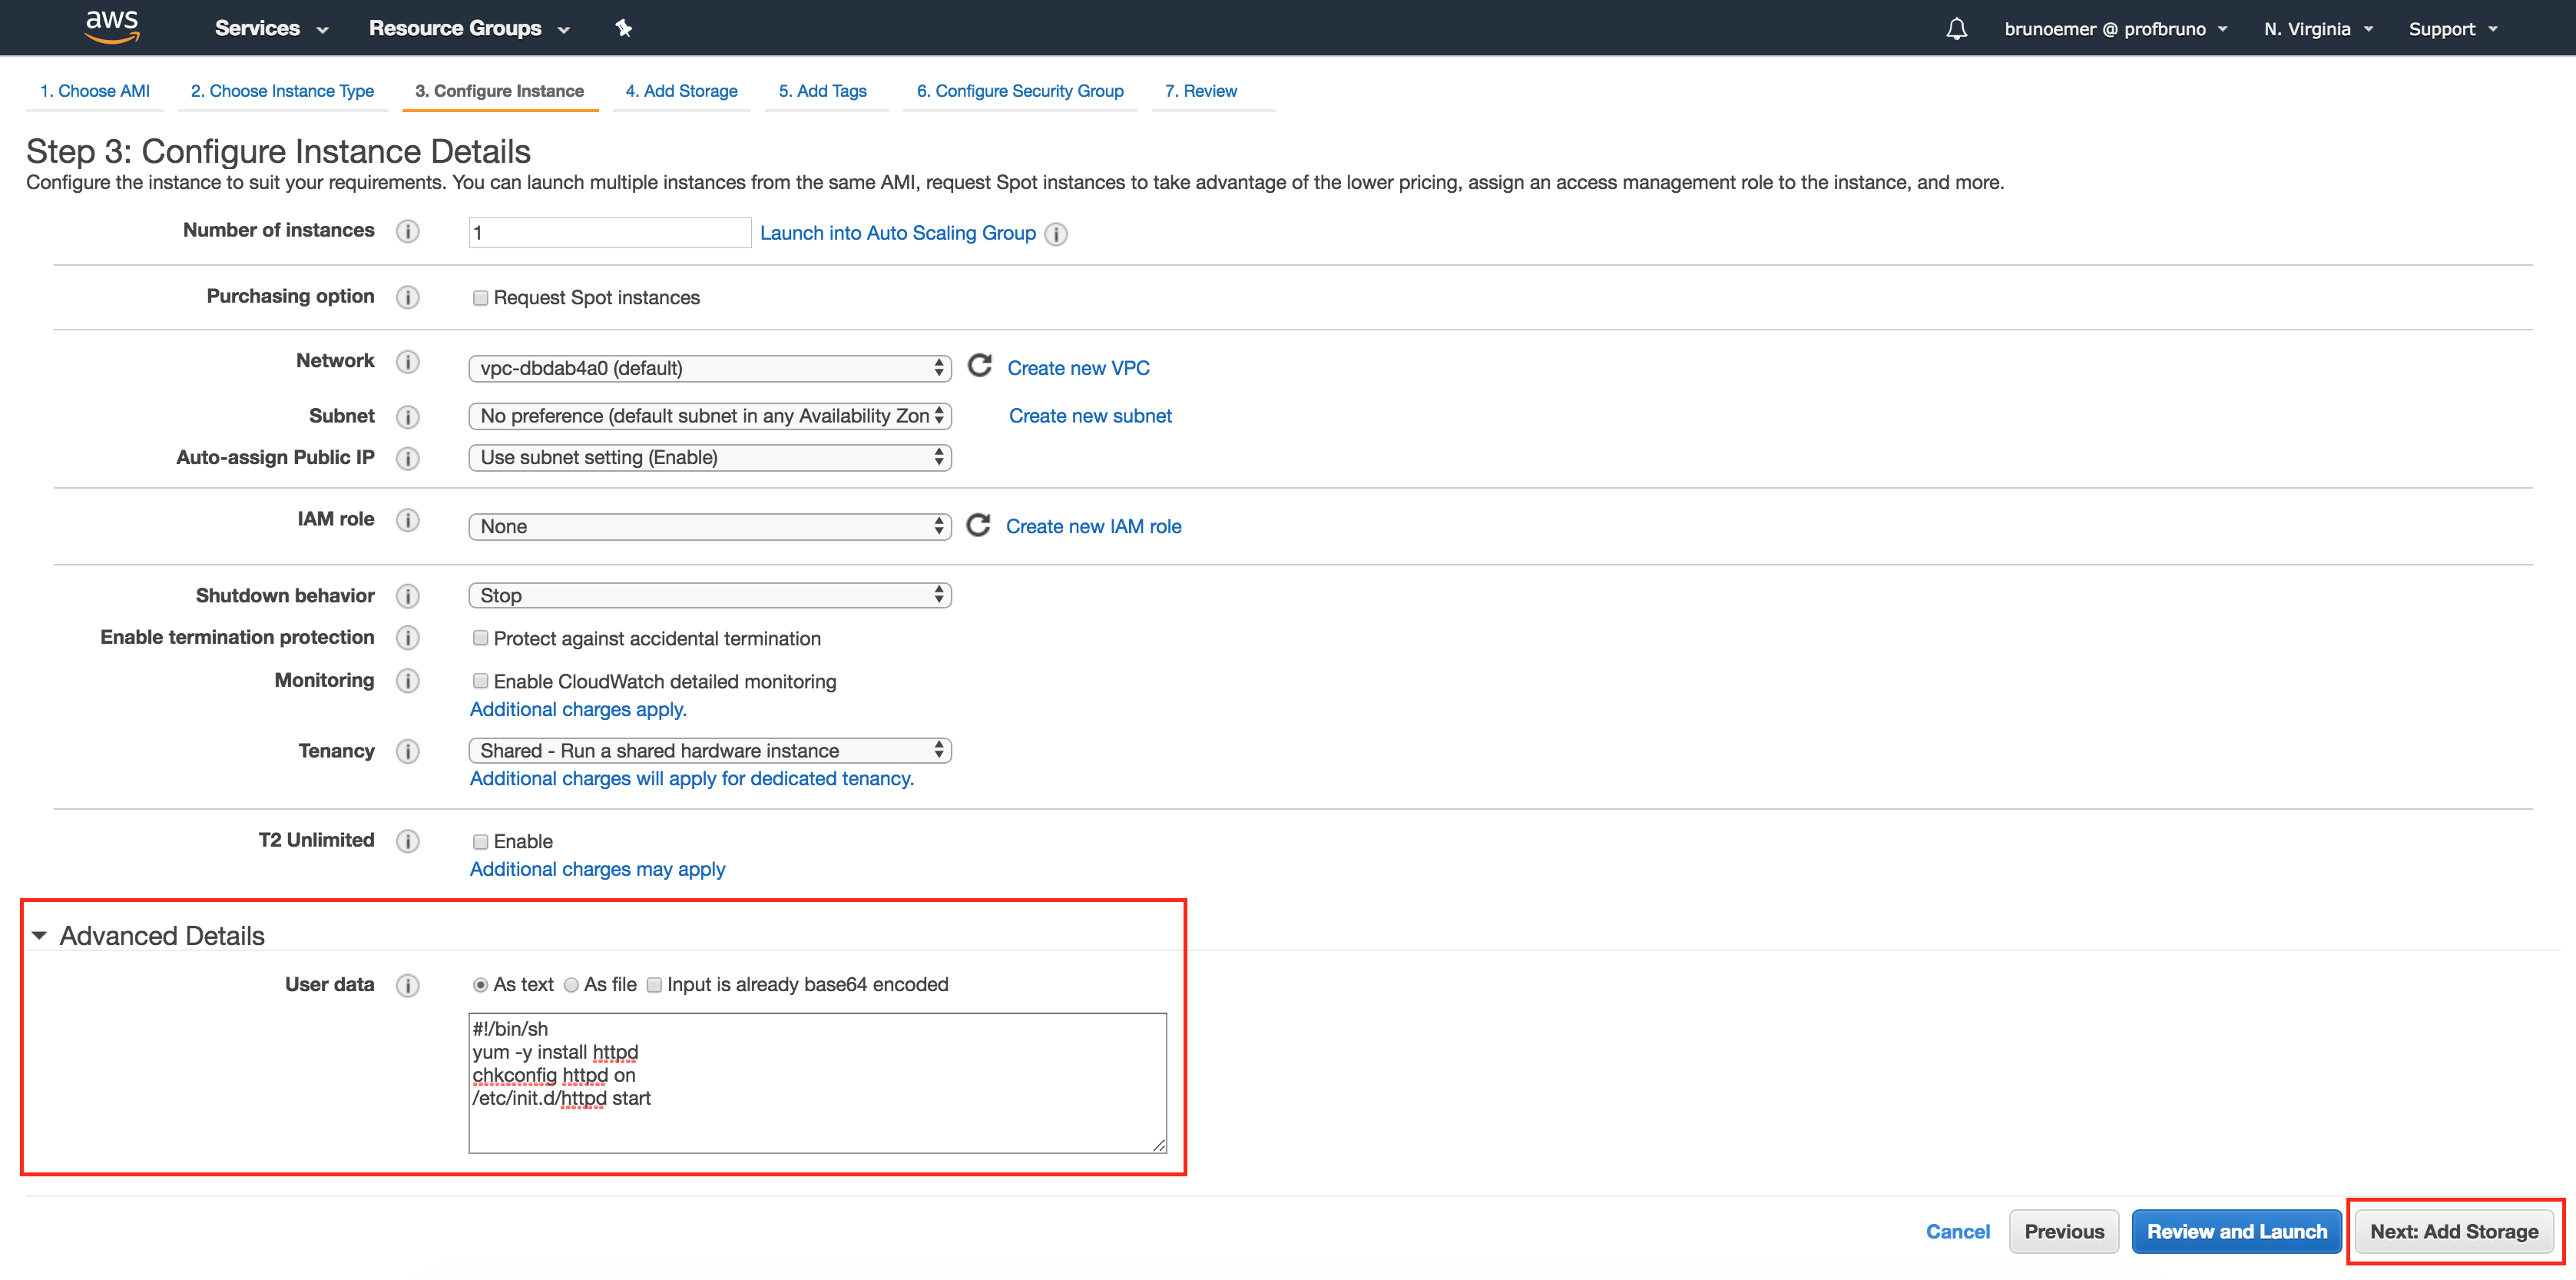 aws Services Resource Groups brunoemer @ profbruno N. Virginia Support
1. Choose AMI 2. Choose Instance Type 3. Configure Instance 4. Add Storage 5. Add Tags 6. Configure Security Group 7. Review
Step 3: Configure Instance Details
Configure the instance to suit your requirements. You can launch multiple instances from the same AMI, request Spot instances to take advantage of the lower pricing, assign an access management role to the instance, and more.
Number of instances i 1 Launch into Auto Scaling Group i
Purchasing option i Request Spot instances
Network i vpc-dbdab4a0 (default) Create new VPC
Subnet i No preference (default subnet in any Availability Zon Create new subnet
Auto-assign Public IP i Use subnet setting (Enable)
IAM role i None Create new IAM role
Shutdown behavior i Stop
Enable termination protection i Protect against accidental termination
Monitoring i Enable CloudWatch detailed monitoring
Additional charges apply.
Tenancy i Shared - Run a shared hardware instance
Additional charges will apply for dedicated tenancy.
T2 Unlimited i Enable
Additional charges may apply
Advanced Details
User data i As text As file Input is already base64 encoded
#!/bin/sh
yum -y install httpd
chkconfig httpd on
/etc/init.d/httpd start
Cancel Previous Review and Launch Next: Add Storage